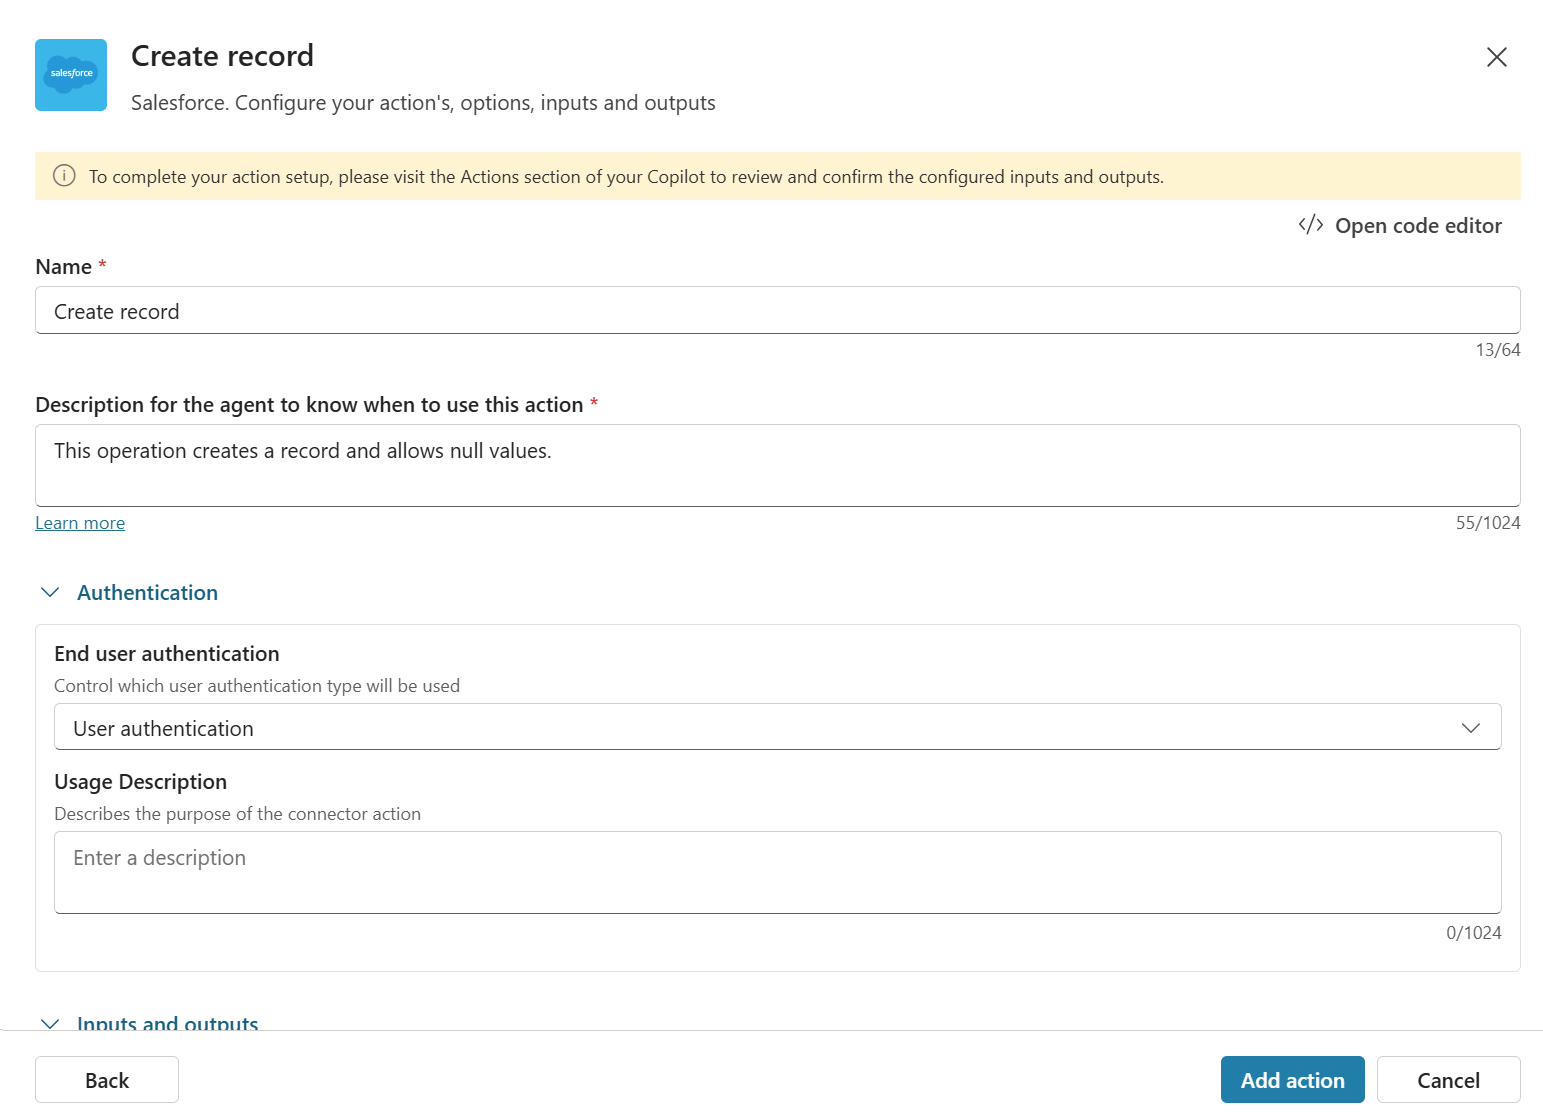 salesforce
Create record
Salesforce. Configure your action's, options, inputs and outputs
To complete your action setup, please visit the Actions section of your Copilot to review and confirm the configured inputs and outputs.
</> Open code editor
Name *
Create record
13/64
Description for the agent to know when to use this action *
This operation creates a record and allows null values.
Learn more
55/1024
Authentication
End user authentication
Control which user authentication type will be used
User authentication
Usage Description
Describes the purpose of the connector action
Enter a description
0/1024
Inputs and outputs
Back
Add action
Cancel